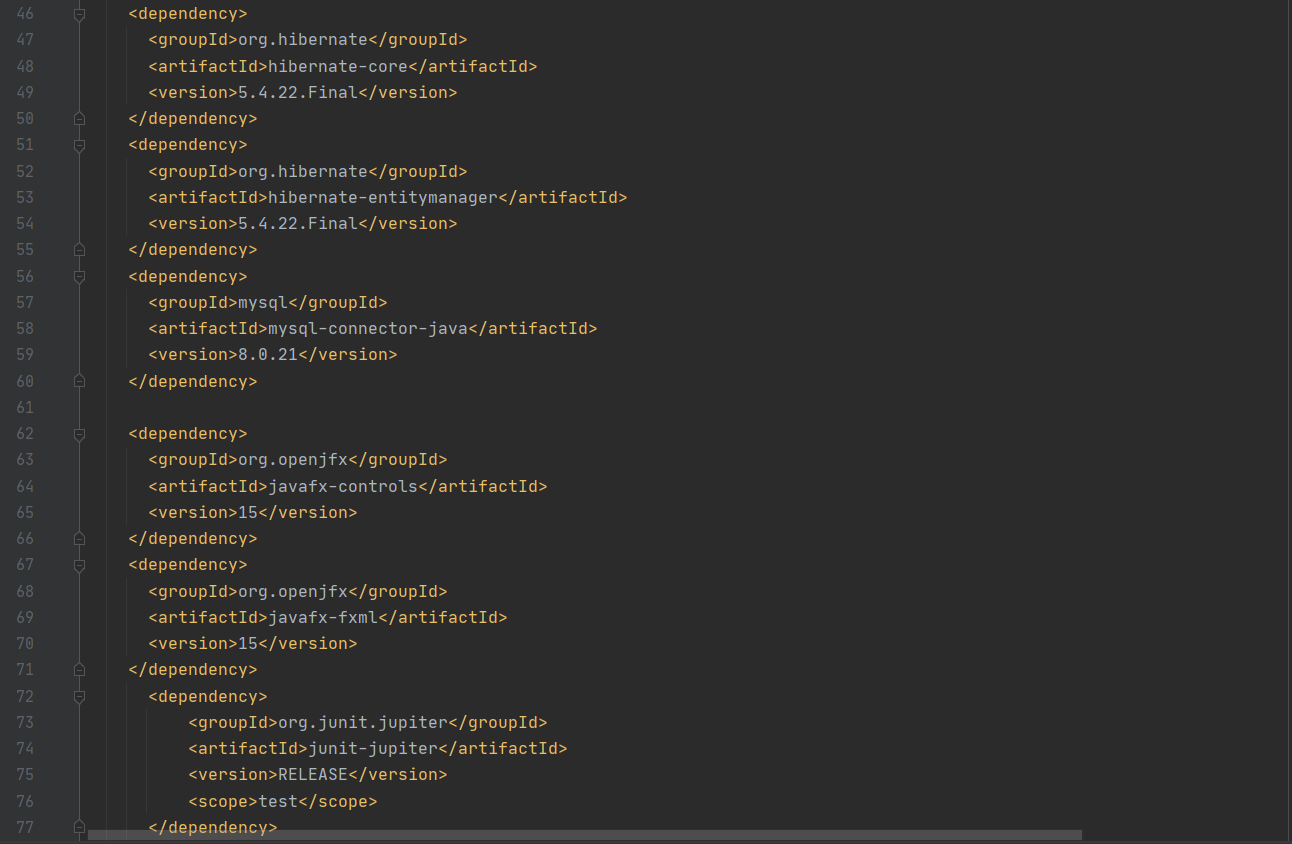 46 <dependency>
47 <groupId>org.hibernate</groupId>
48 <artifactId>hibernate-core</artifactId>
49 <version>5.4.22.Final</version>
50 </dependency>
51 <dependency>
52 <groupId>org.hibernate</groupId>
53 <artifactId>hibernate-entitymanager</artifactId>
54 <version>5.4.22.Final</version>
55 </dependency>
56 <dependency>
57 <groupId>mysql</groupId>
58 <artifactId>mysql-connector-java</artifactId>
59 <version>8.0.21</version>
60 </dependency>
61
62 <dependency>
63 <groupId>org.openjfx</groupId>
64 <artifactId>javafx-controls</artifactId>
65 <version>15</version>
66 </dependency>
67 <dependency>
68 <groupId>org.openjfx</groupId>
69 <artifactId>javafx-fxml</artifactId>
70 <version>15</version>
71 </dependency>
72 <dependency>
73 <groupId>org.junit.jupiter</groupId>
74 <artifactId>junit-jupiter</artifactId>
75 <version>RELEASE</version>
76 <scope>test</scope>
77 </dependency>